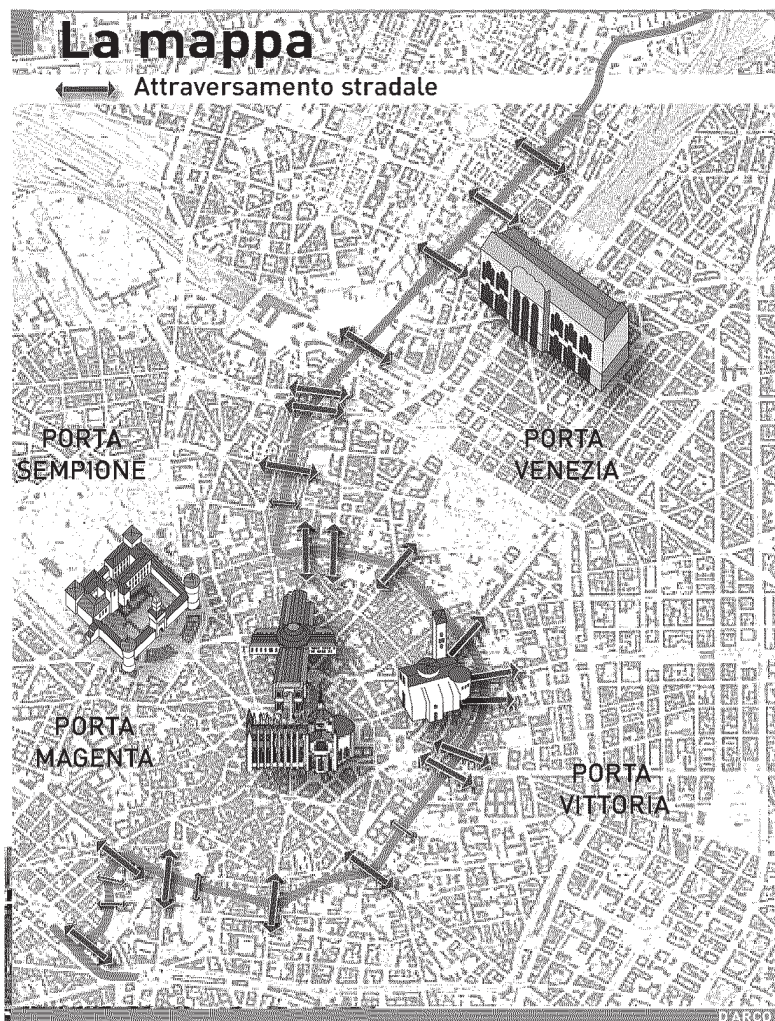 La mappa
Attraversamento stradale
PORTA
SEMPIONE
PORTA
VENEZIA
PORTA
MAGENTA
PORTA
VITTORIA
D'ARCO